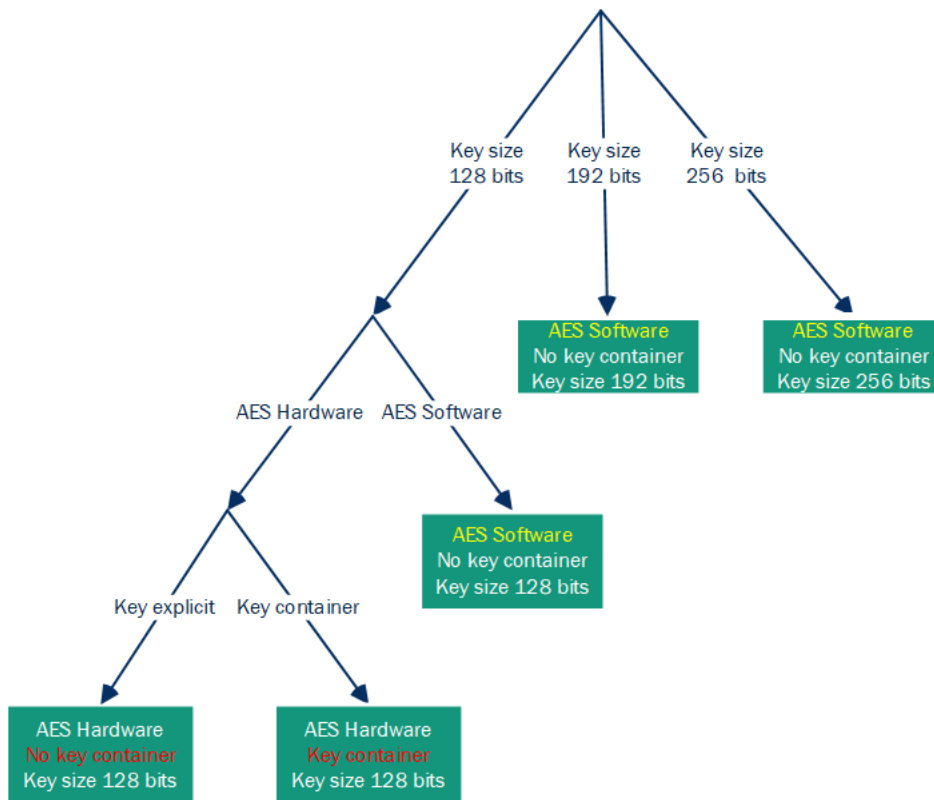 Key size
128 bits
Key size
192 bits
Key size
256 bits
AES Software
No key container
Key size 192 bits
AES Software
No key container
Key size 256 bits
AES Hardware
AES Software
AES Software
No key container
Key size 128 bits
Key explicit
Key container
AES Hardware
No key container
Key size 128 bits
AES Hardware
Key container
Key size 128 bits